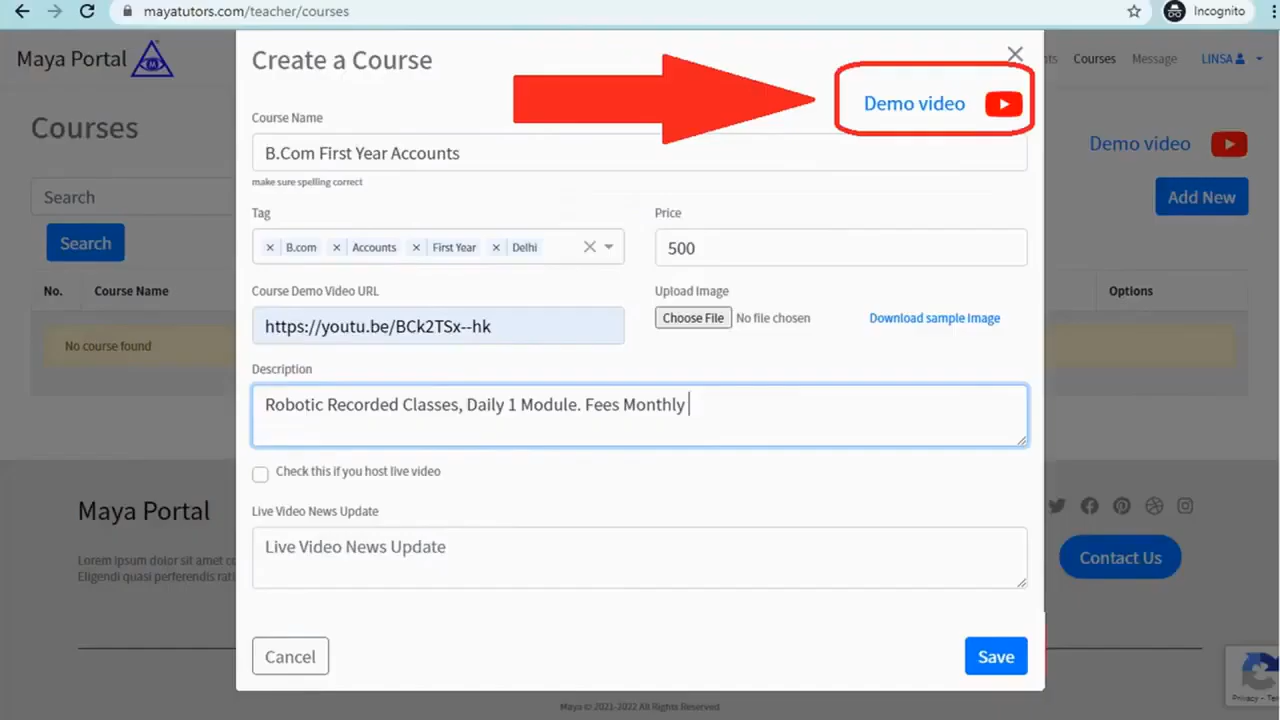 mayatutors.com/teacher/courses
Incognito
Maya Portal
Courses
Message
LINSA
Create a Course
Demo video
Courses
Demo video
Course Name
B.Com First Year Accounts
make sure spelling correct
Search
Add New
Tag
Price
B.com
Accounts
First Year
Delhi
500
Search
No.
Course Name
Course Demo Video URL
Upload Image
Options
https://youtu.be/BCk2TSx--hk
Choose File
No file chosen
Download sample Image
No course found
Description
Robotic Recorded Classes, Daily 1 Module. Fees Monthly
Check this if you host live video
Maya Portal
Live Video News Update
Live Video News Update
Lorem ipsum dolor sit amet
Eligendi quasi perferendis
Contact Us
Cancel
Save
Maya © 2021-2022 All Rights Reserved